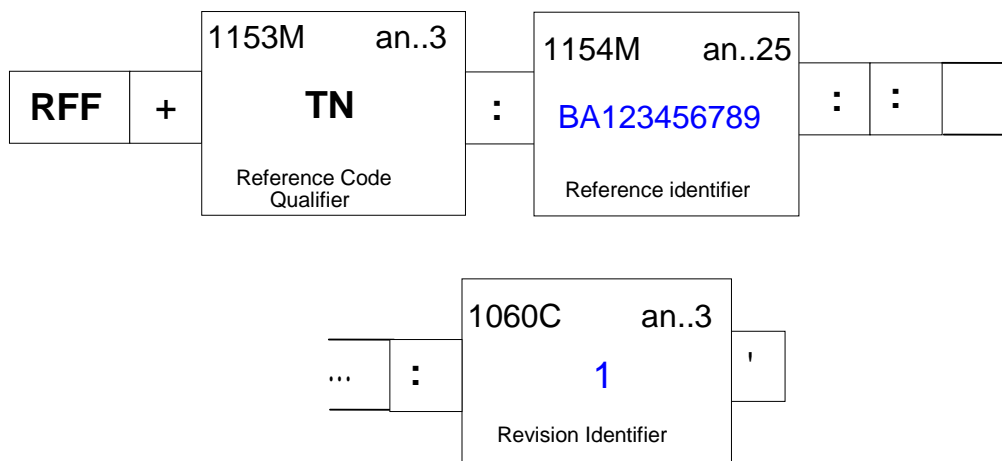 1153M an..3
1154M an..25
RFF + TN : BA123456789 : :
Reference Code
Qualifier
Reference identifier
1060C an..3
... : 1 '
Revision Identifier